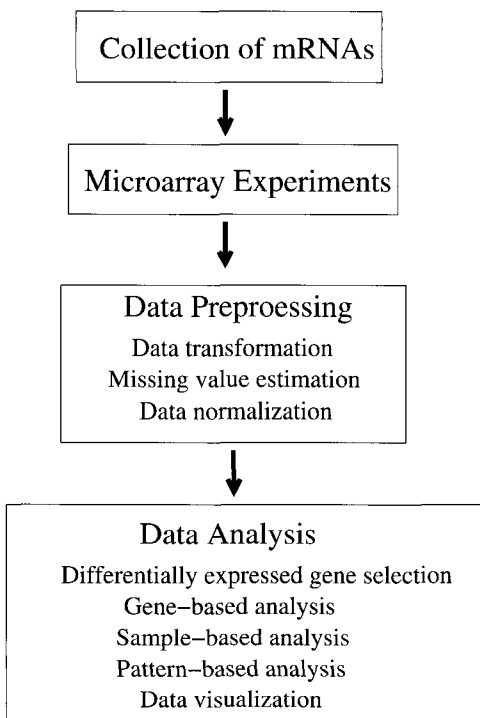 Collection of mRNAs
Microarray Experiments
Data Preproessing
Data transformation
Missing value estimation
Data normalization
Data Analysis
Differentially expressed gene selection
Gene−based analysis
Sample−based analysis
Pattern−based analysis
Data visualization